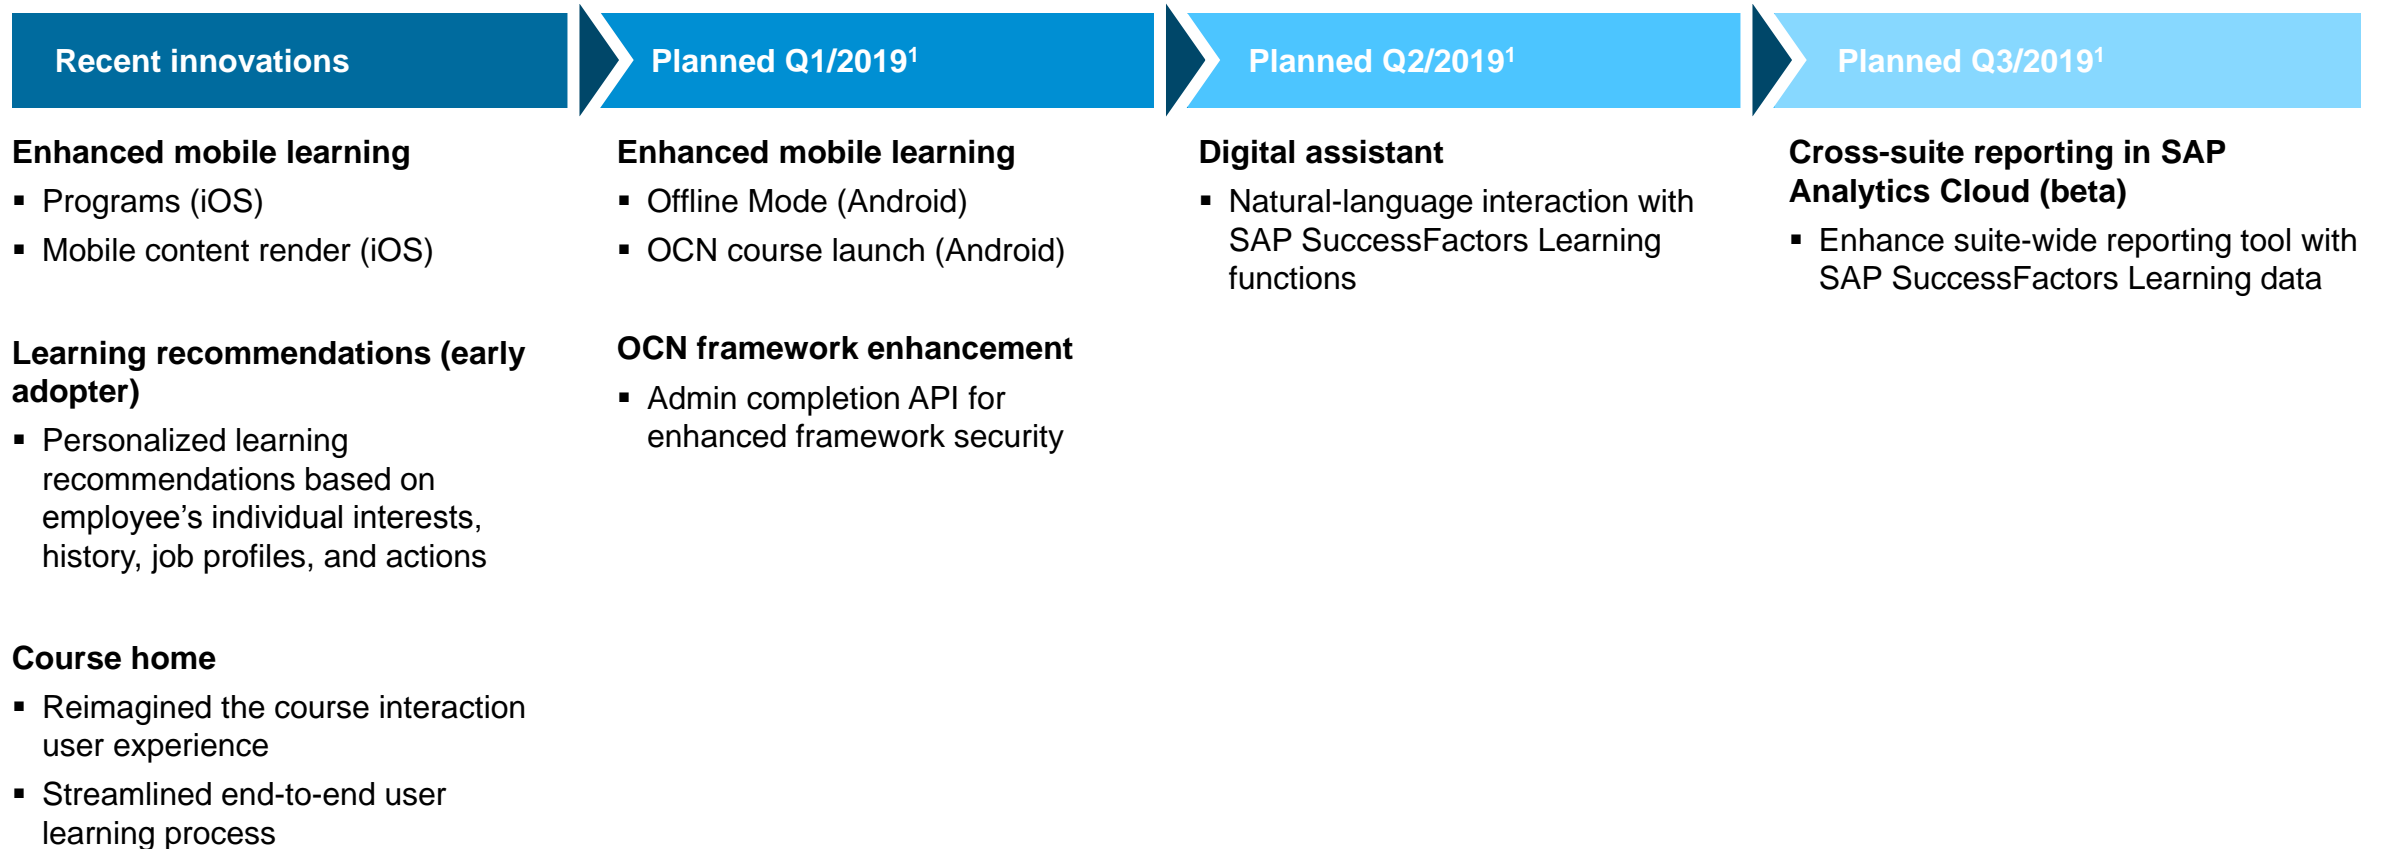 Recent innovations
Planned Q1/2019¹
Planned Q2/2019¹
Planned Q3/2019¹
Enhanced mobile learning
▪ Programs (iOS)
▪ Mobile content render (iOS)
Learning recommendations (early
adopter)
▪ Personalized learning
recommendations based on
employee’s individual interests,
history, job profiles, and actions
Course home
▪ Reimagined the course interaction
user experience
▪ Streamlined end-to-end user
learning process
Enhanced mobile learning
▪ Offline Mode (Android)
▪ OCN course launch (Android)
OCN framework enhancement
▪ Admin completion API for
enhanced framework security
Digital assistant
▪ Natural-language interaction with
SAP SuccessFactors Learning
functions
Cross-suite reporting in SAP
Analytics Cloud (beta)
▪ Enhance suite-wide reporting tool with
SAP SuccessFactors Learning data